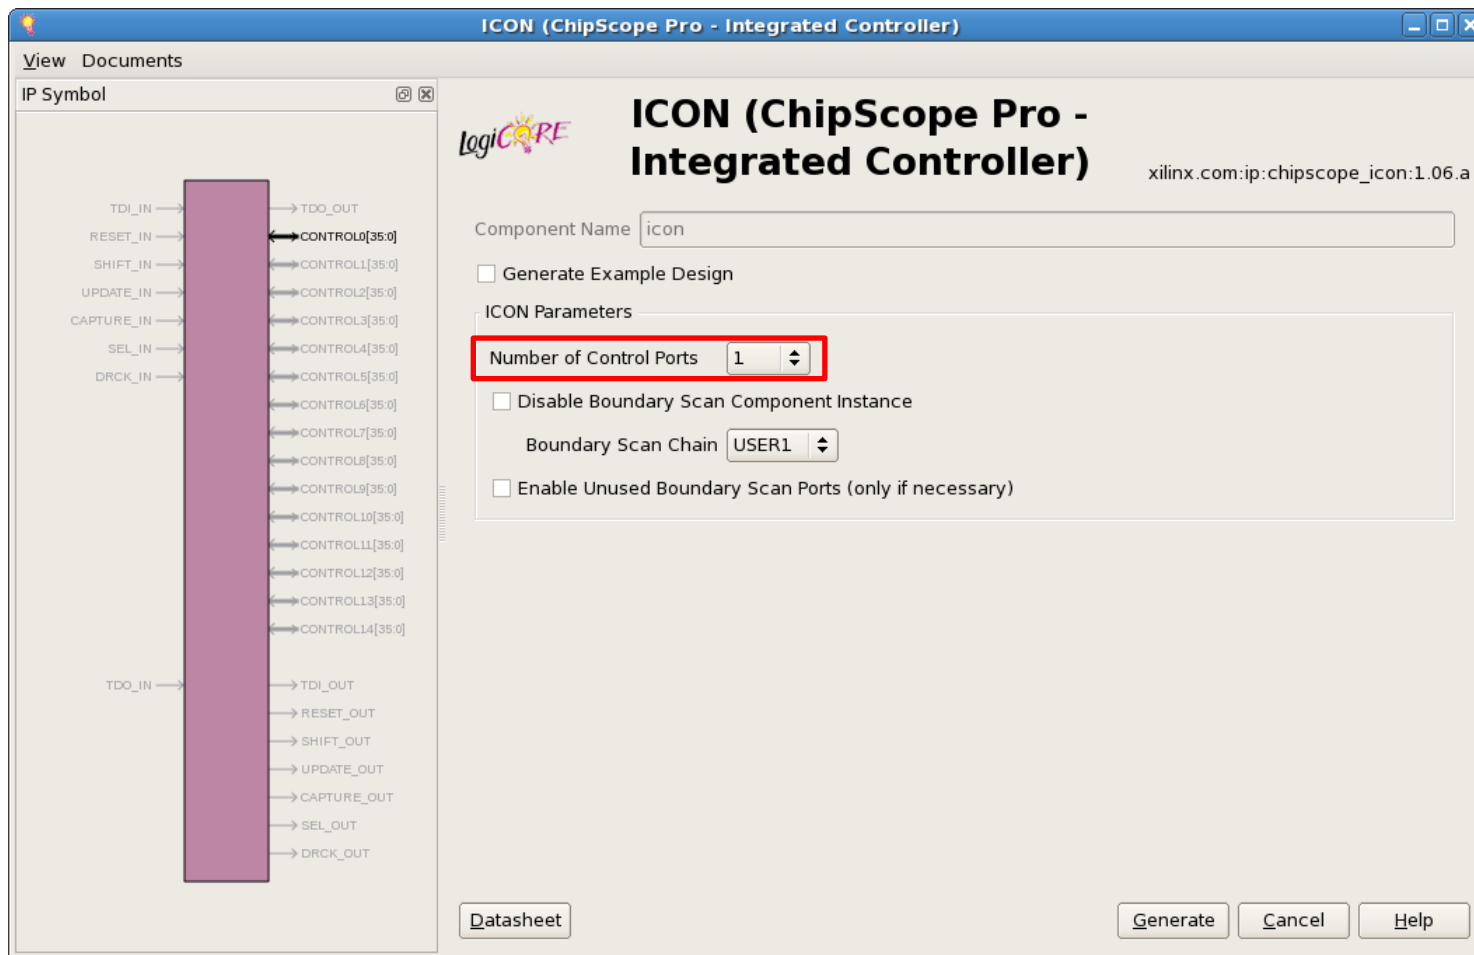 ICON (ChipScope Pro - Integrated Controller)
View Documents
IP Symbol
TDI_IN
RESET_IN
SHIFT_IN
UPDATE_IN
CAPTURE_IN
SEL_IN
DRCK_IN
TDO_IN
TDO_OUT
CONTROL0[35:0]
CONTROL1[35:0]
CONTROL2[35:0]
CONTROL3[35:0]
CONTROL4[35:0]
CONTROL5[35:0]
CONTROL6[35:0]
CONTROL7[35:0]
CONTROL8[35:0]
CONTROL9[35:0]
CONTROL10[35:0]
CONTROL11[35:0]
CONTROL12[35:0]
CONTROL13[35:0]
CONTROL14[35:0]
TDI_OUT
RESET_OUT
SHIFT_OUT
UPDATE_OUT
CAPTURE_OUT
SEL_OUT
DRCK_OUT
LogiCORE
ICON (ChipScope Pro -
Integrated Controller)
xilinx.com:ip:chipscope_icon:1.06.a
Component Name icon
Generate Example Design
ICON Parameters
Number of Control Ports 1
Disable Boundary Scan Component Instance
Boundary Scan Chain USER1
Enable Unused Boundary Scan Ports (only if necessary)
Datasheet Generate Cancel Help